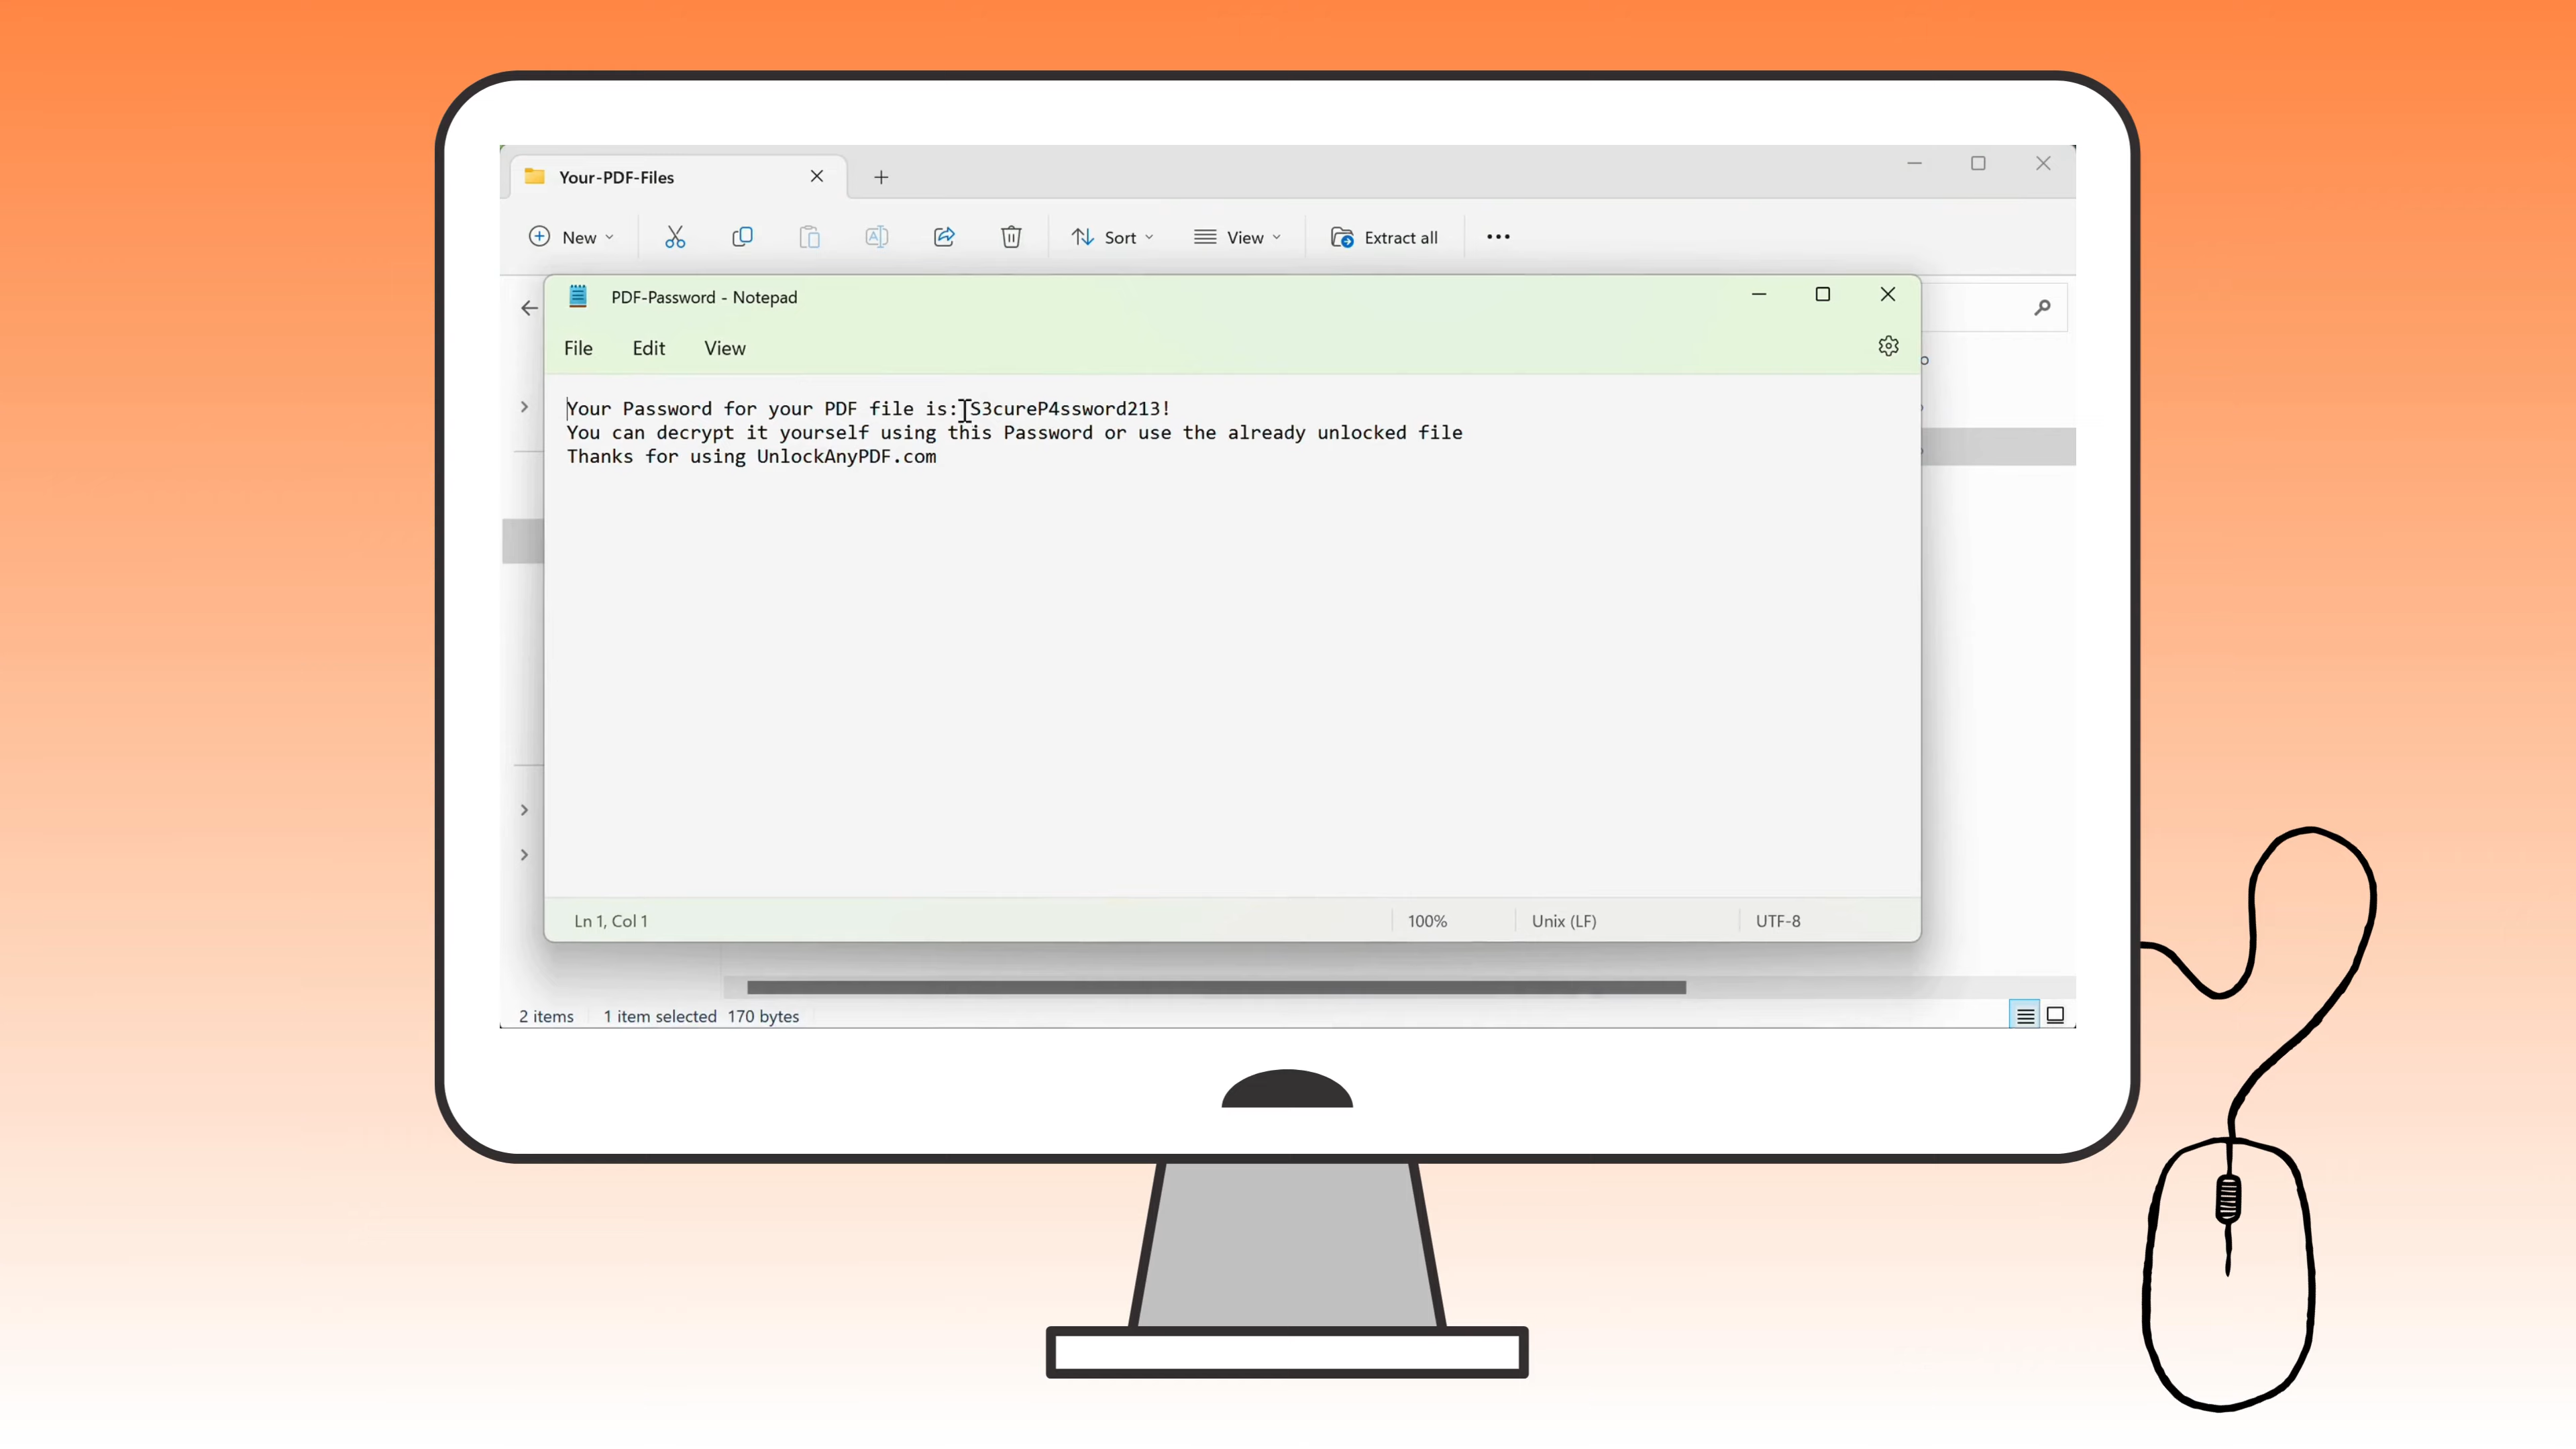 Your-PDF-Files
New
Sort
View
Extract all
PDF-Password - Notepad
File Edit View
Your Password for your PDF file is: S3cureP4ssword213!
You can decrypt it yourself using this Password or use the already unlocked file
Thanks for using UnlockAnyPDF.com
Ln 1, Col 1
100%
Unix (LF)
UTF-8
2 items 1 item selected 170 bytes